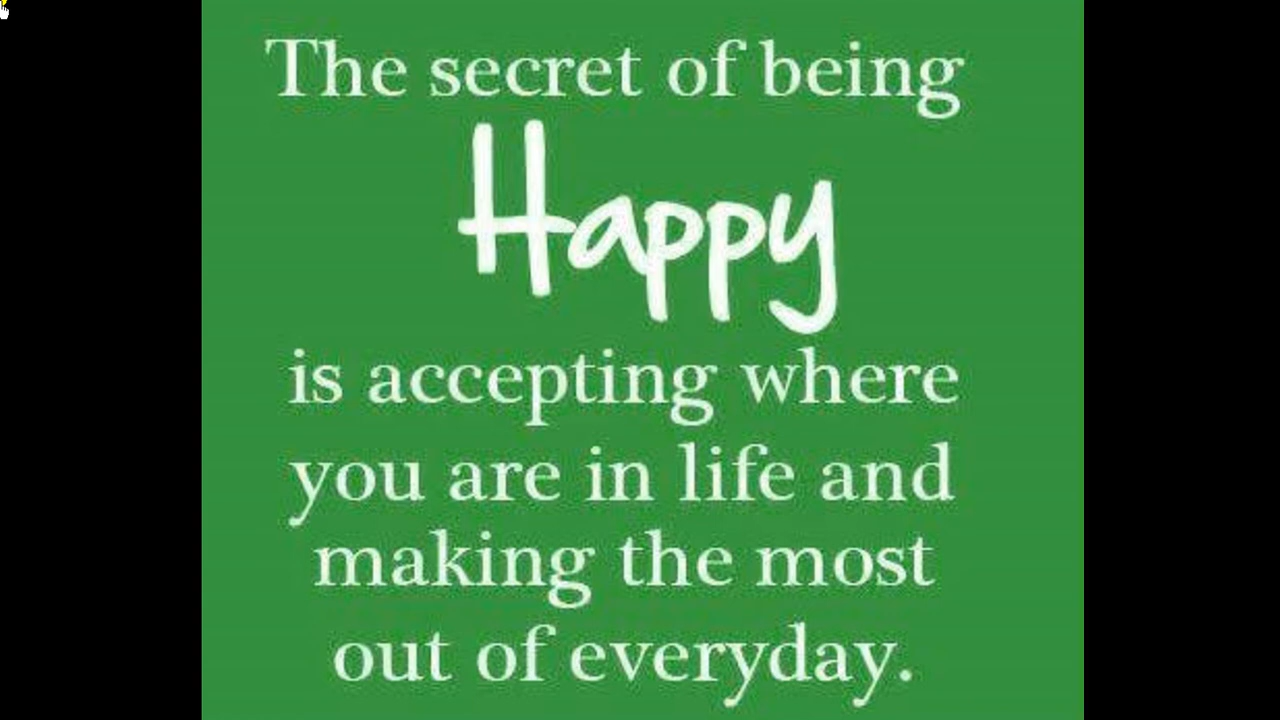 The secret of being
Happy
is accepting where
you are in life and
making the most
out of everyday.